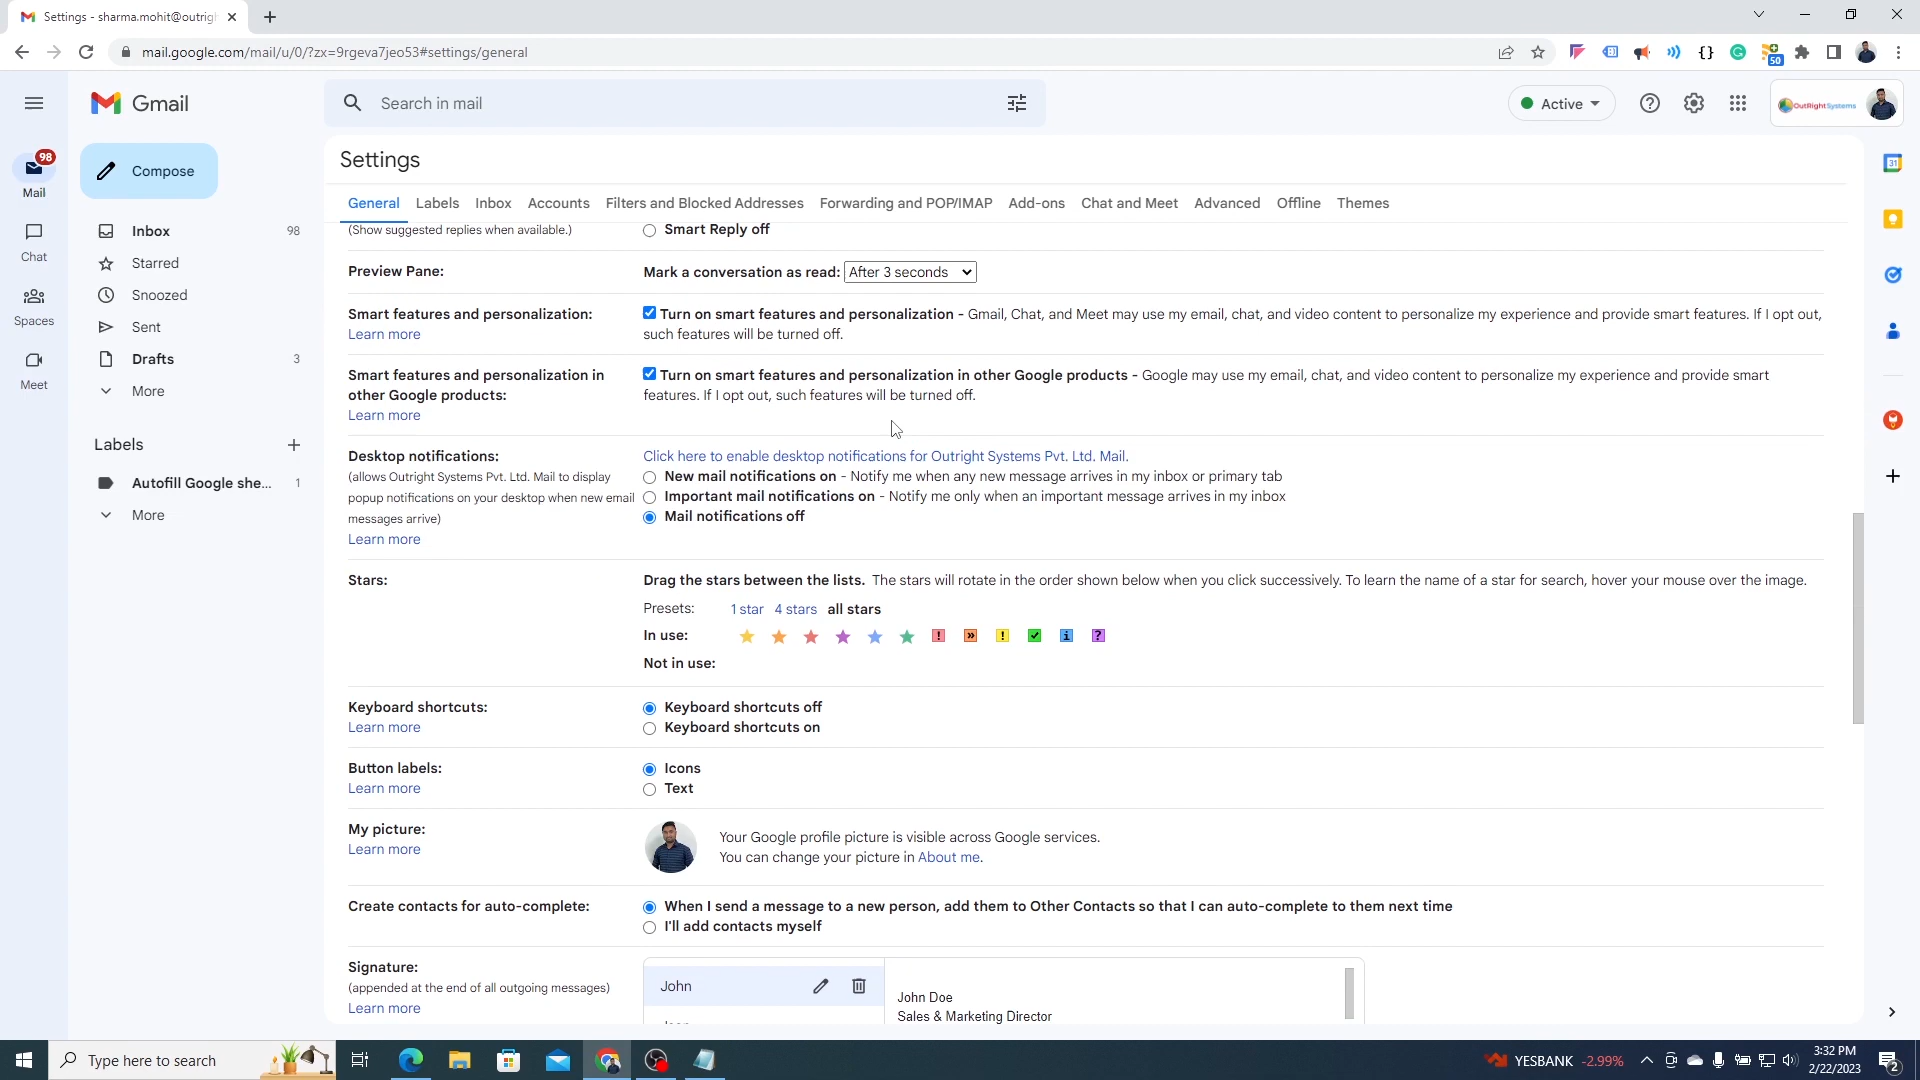 Settings - sharma.mohit@outrigh
mail.google.com/mail/u/0/?zx=9rgeva7jeo53#settings/general
50
Gmail
Search in mail
Active
OutRight Systems
98
Mail
Chat
Spaces
Meet
Compose
Inbox 98
Starred
Snoozed
Sent
Drafts 3
More
Labels
Autofill Google she... 1
More
Settings
General Labels Inbox Accounts Filters and Blocked Addresses Forwarding and POP/IMAP Add-ons Chat and Meet Advanced Offline Themes
(Show suggested replies when available.) Smart Reply off
Preview Pane: Mark a conversation as read: After 3 seconds
Smart features and personalization: Turn on smart features and personalization - Gmail, Chat, and Meet may use my email, chat, and video content to personalize my experience and provide smart features. If I opt out,
Learn more such features will be turned off.
Smart features and personalization in Turn on smart features and personalization in other Google products - Google may use my email, chat, and video content to personalize my experience and provide smart
other Google products: features. If I opt out, such features will be turned off.
Learn more
Desktop notifications: Click here to enable desktop notifications for Outright Systems Pvt. Ltd. Mail.
(allows Outright Systems Pvt. Ltd. Mail to display New mail notifications on - Notify me when any new message arrives in my inbox or primary tab
popup notifications on your desktop when new email Important mail notifications on - Notify me only when an important message arrives in my inbox
messages arrive) Mail notifications off
Learn more
Stars: Drag the stars between the lists. The stars will rotate in the order shown below when you click successively. To learn the name of a star for search, hover your mouse over the image.
Presets: 1 star 4 stars all stars
In use: ! » ! i ?
Not in use:
Keyboard shortcuts: Keyboard shortcuts off
Learn more Keyboard shortcuts on
Button labels: Icons
Learn more Text
My picture: Your Google profile picture is visible across Google services.
Learn more You can change your picture in About me.
Create contacts for auto-complete: When I send a message to a new person, add them to Other Contacts so that I can auto-complete to them next time
I'll add contacts myself
Signature: John
(appended at the end of all outgoing messages) John Doe
Learn more Sales & Marketing Director
31
Type here to search
YESBANK -2.99%
3:32 PM
2/22/2023
2